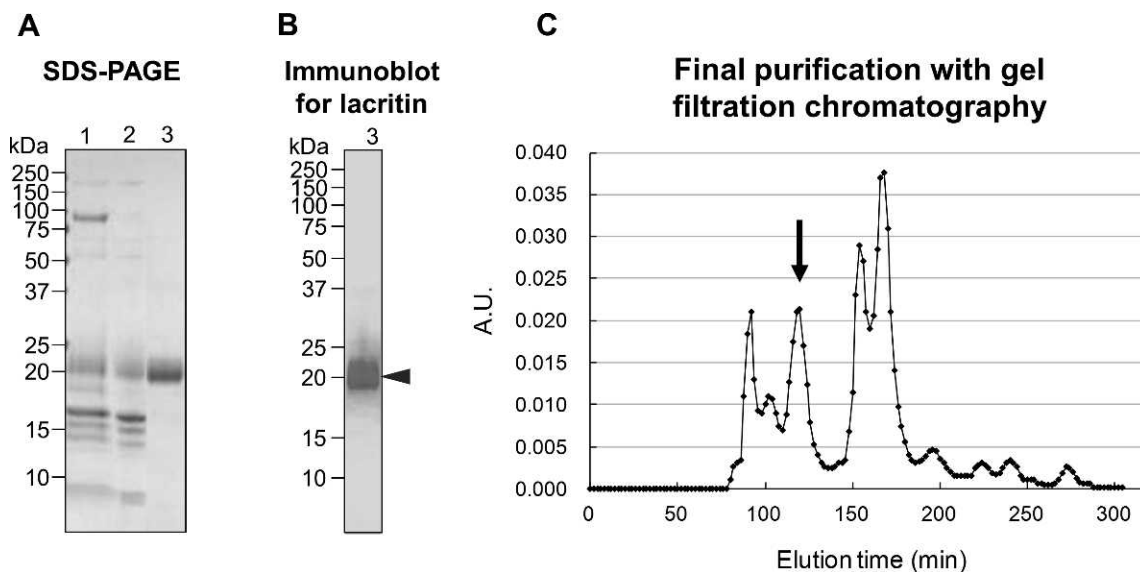 A
SDS-PAGE
kDa
1 2 3
250
150
100
75
50
37
25
20
15
10
B
Immunoblot
for lacritin
kDa
3
250
150
100
75
50
37
25
20
15
10
C
Final purification with gel
filtration chromatography
A.U.
0.040
0.035
0.030
0.025
0.020
0.015
0.010
0.005
0.000
0 50 100 150 200 250 300
Elution time (min)